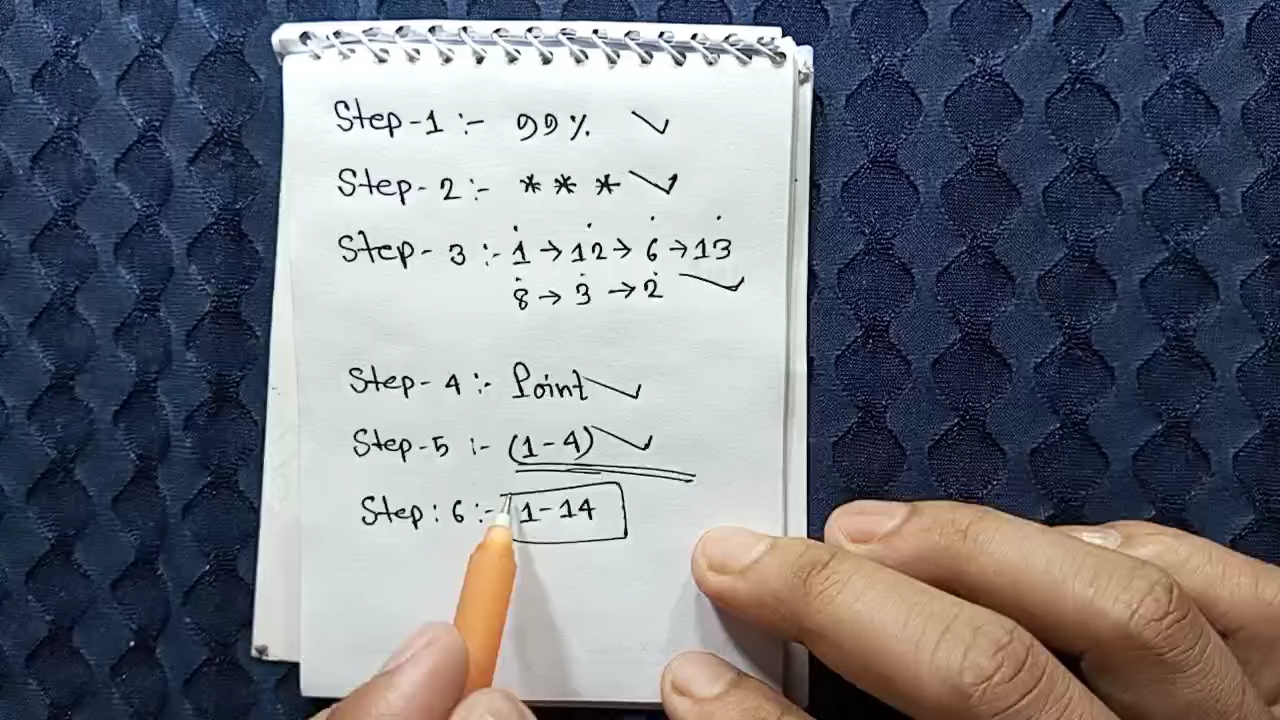 Step-1 :- 99%
Step-2 :- * * *
Step-3 :- 1 → 12 → 6 → 13
8 → 3 → 2
Step-4 :- Point
Step-5 :- (1-4)
Step: 6 :- 1-14